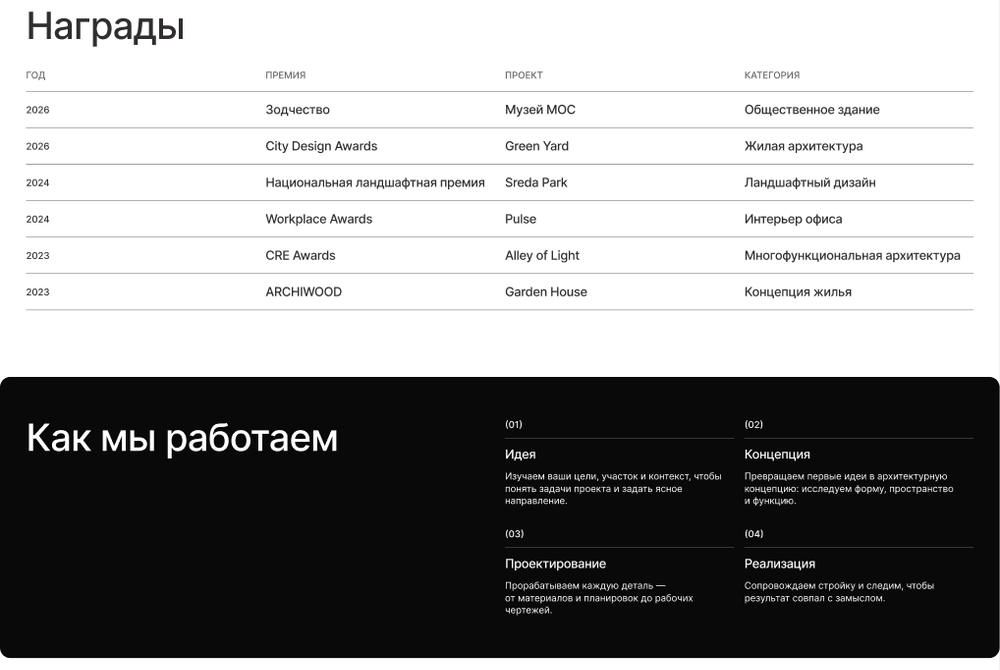 Награды
ГОД ПРЕМИЯ ПРОЕКТ КАТЕГОРИЯ
2026 Зодчество Музей МОС Общественное здание
2026 City Design Awards Green Yard Жилая архитектура
2024 Национальная ландшафтная премия Sreda Park Ландшафтный дизайн
2024 Workplace Awards Pulse Интерьер офиса
2023 CRE Awards Alley of Light Многофункциональная архитектура
2023 ARCHIWOOD Garden House Концепция жилья
Как мы работаем
(01)
Идея
Изучаем ваши цели, участок и контекст, чтобы
понять задачи проекта и задать ясное
направление.
(02)
Концепция
Превращаем первые идеи в архитектурную
концепцию: исследуем форму, пространство
и функцию.
(03)
Проектирование
Прорабатываем каждую деталь —
от материалов и планировок до рабочих
чертежей.
(04)
Реализация
Сопровождаем стройку и следим, чтобы
результат совпал с замыслом.